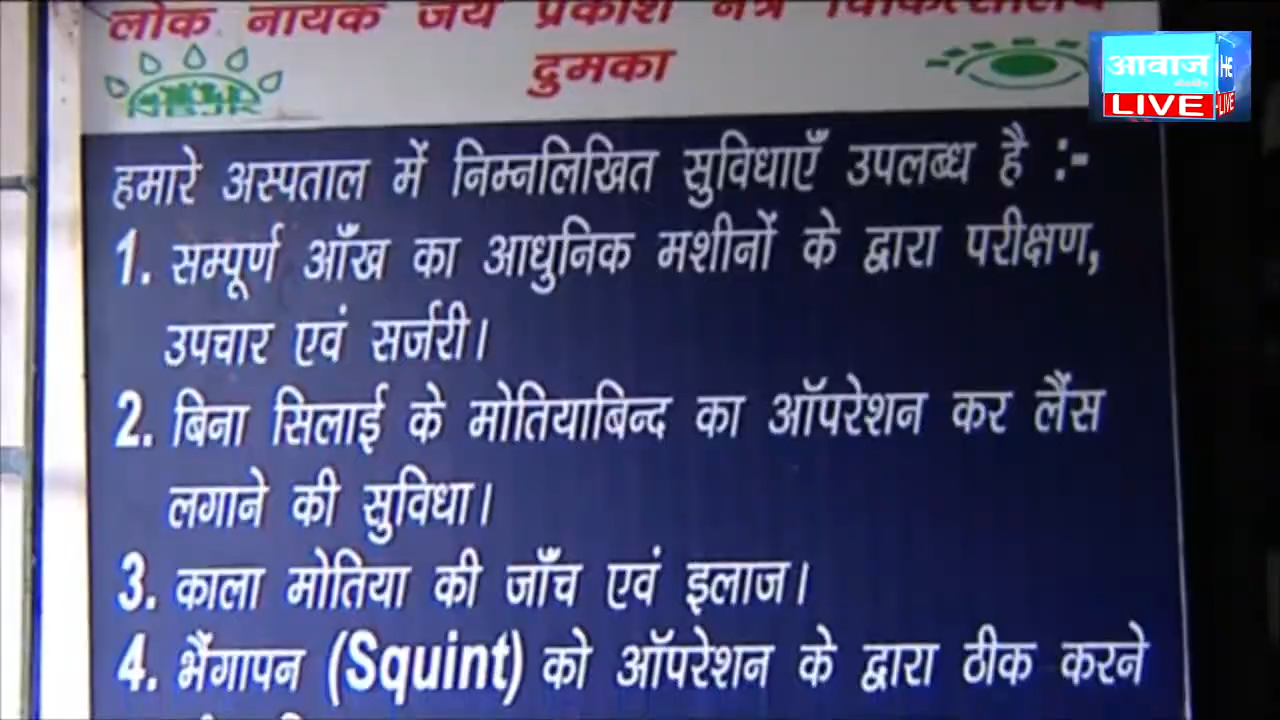 लोक नायक जय प्रकाश नेत्र चिकित्सालय
दुमका
आवाज
LIVE
हमारे अस्पताल में निम्नलिखित सुविधाएँ उपलब्ध है :-
1. सम्पूर्ण आँख का आधुनिक मशीनों के द्वारा परीक्षण,
उपचार एवं सर्जरी।
2. बिना सिलाई के मोतियाबिन्द का ऑपरेशन कर लैंस
लगाने की सुविधा।
3. काला मोतिया की जाँच एवं इलाज।
4. भैंगापन (Squint) को ऑपरेशन के द्वारा ठीक करने